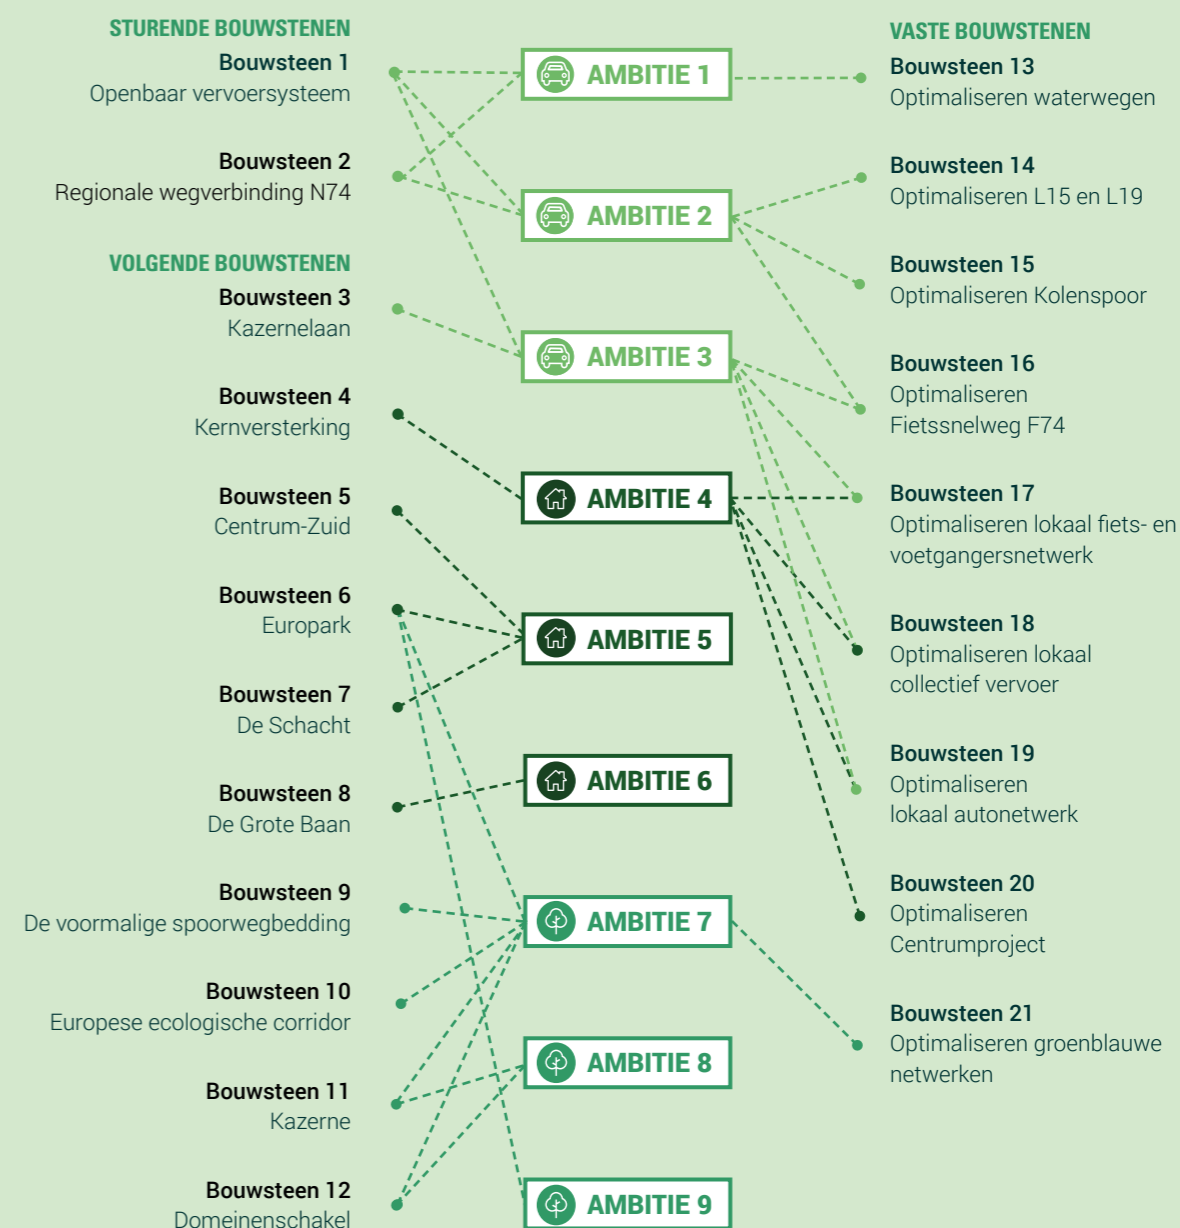 STURENDE BOUWSTENEN
Bouwsteen 1
Openbaar vervoersysteem
Bouwsteen 2
Regionale wegverbinding N74
VOLGENDE BOUWSTENEN
Bouwsteen 3
Kazernelaan
Bouwsteen 4
Kernversterking
Bouwsteen 5
Centrum-Zuid
Bouwsteen 6
Europark
Bouwsteen 7
De Schacht
Bouwsteen 8
De Grote Baan
Bouwsteen 9
De voormalige spoorwegbedding
Bouwsteen 10
Europese ecologische corridor
Bouwsteen 11
Kazerne
Bouwsteen 12
Domeinenschakel
AMBITIE 1
AMBITIE 2
AMBITIE 3
AMBITIE 4
AMBITIE 5
AMBITIE 6
AMBITIE 7
AMBITIE 8
AMBITIE 9
VASTE BOUWSTENEN
Bouwsteen 13
Optimaliseren waterwegen
Bouwsteen 14
Optimaliseren L15 en L19
Bouwsteen 15
Optimaliseren Kolenspoor
Bouwsteen 16
Optimaliseren
Fietssnelweg F74
Bouwsteen 17
Optimaliseren lokaal fiets- en
voetgangersnetwerk
Bouwsteen 18
Optimaliseren lokaal
collectief vervoer
Bouwsteen 19
Optimaliseren
lokaal autonetwerk
Bouwsteen 20
Optimaliseren
Centrumproject
Bouwsteen 21
Optimaliseren groenblauwe
netwerken